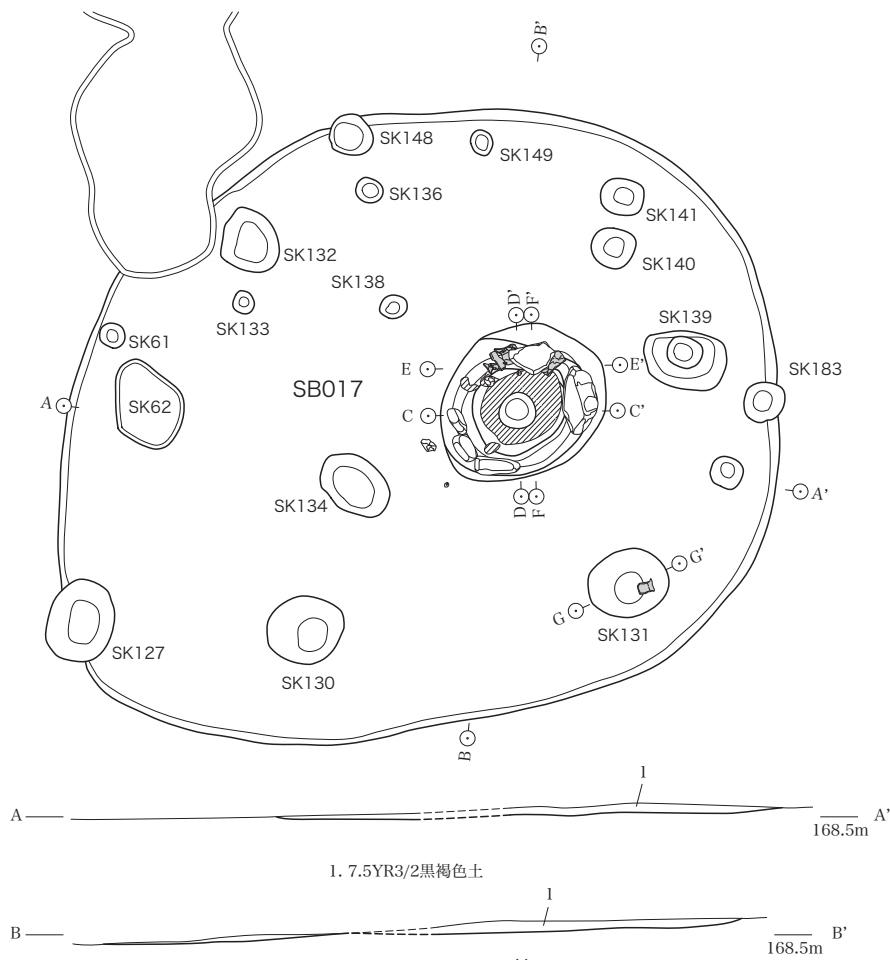 B'
SK148
SK149
SK136
SK141
SK132
SK140
SK138
D' F'
SK133
SK139
SK61
E E'
SK183
SB017
A
SK62
C C'
A'
SK134
D F
G'
G
SK131
SK127
SK130
B
1
A A'
168.5m
1. 7.5YR3/2黒褐色土
1
B B'
168.5m